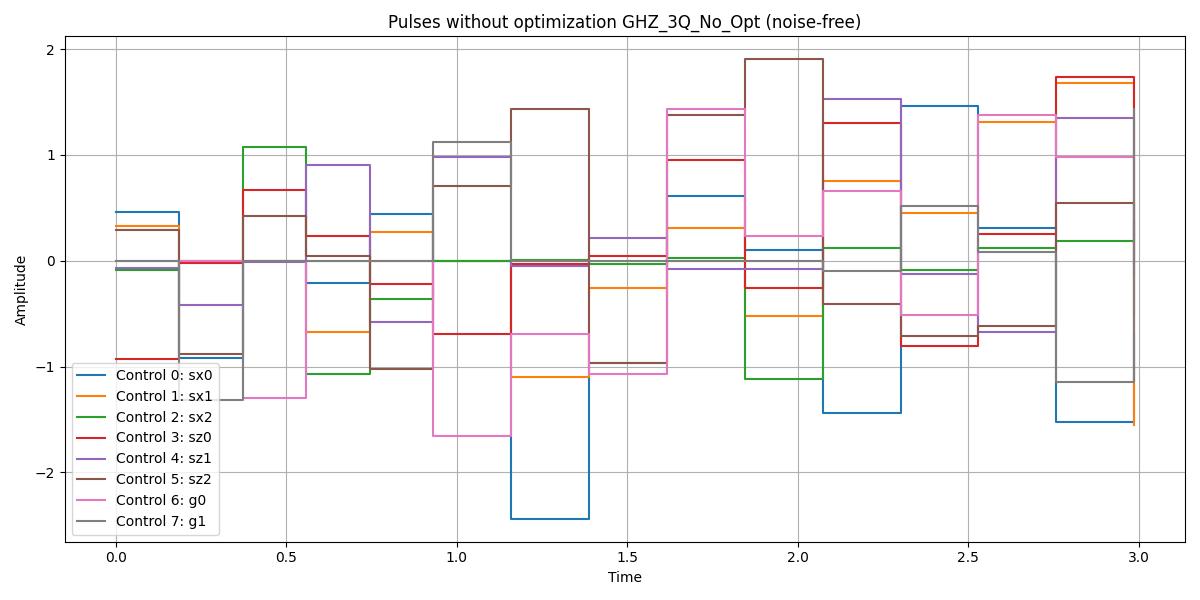 Pulses without optimization GHZ_3Q_No_Opt (noise-free)
Amplitude
2
1
0
−1
−2
Control 0: sx0
Control 1: sx1
Control 2: sx2
Control 3: sz0
Control 4: sz1
Control 5: sz2
Control 6: g0
Control 7: g1
0.0 0.5 1.0 1.5 2.0 2.5 3.0
Time